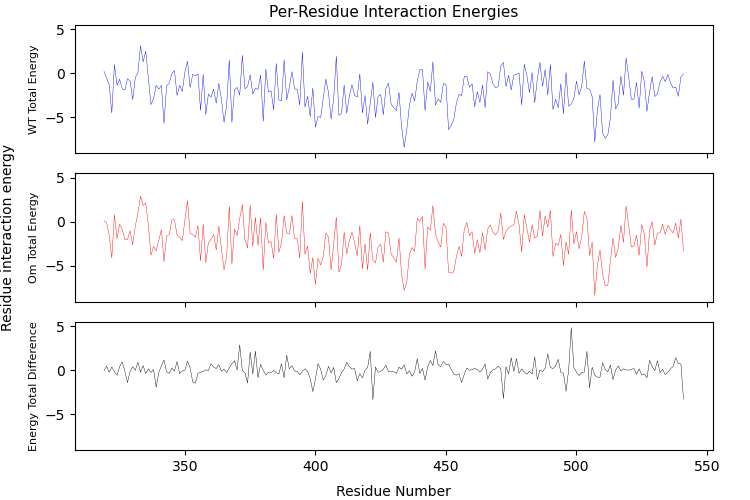 Per-Residue Interaction Energies
Residue interaction energy
WT Total Energy
5
0
−5
Om Total Energy
5
0
−5
Energy Total Difference
5
0
−5
350
400
450
500
550
Residue Number